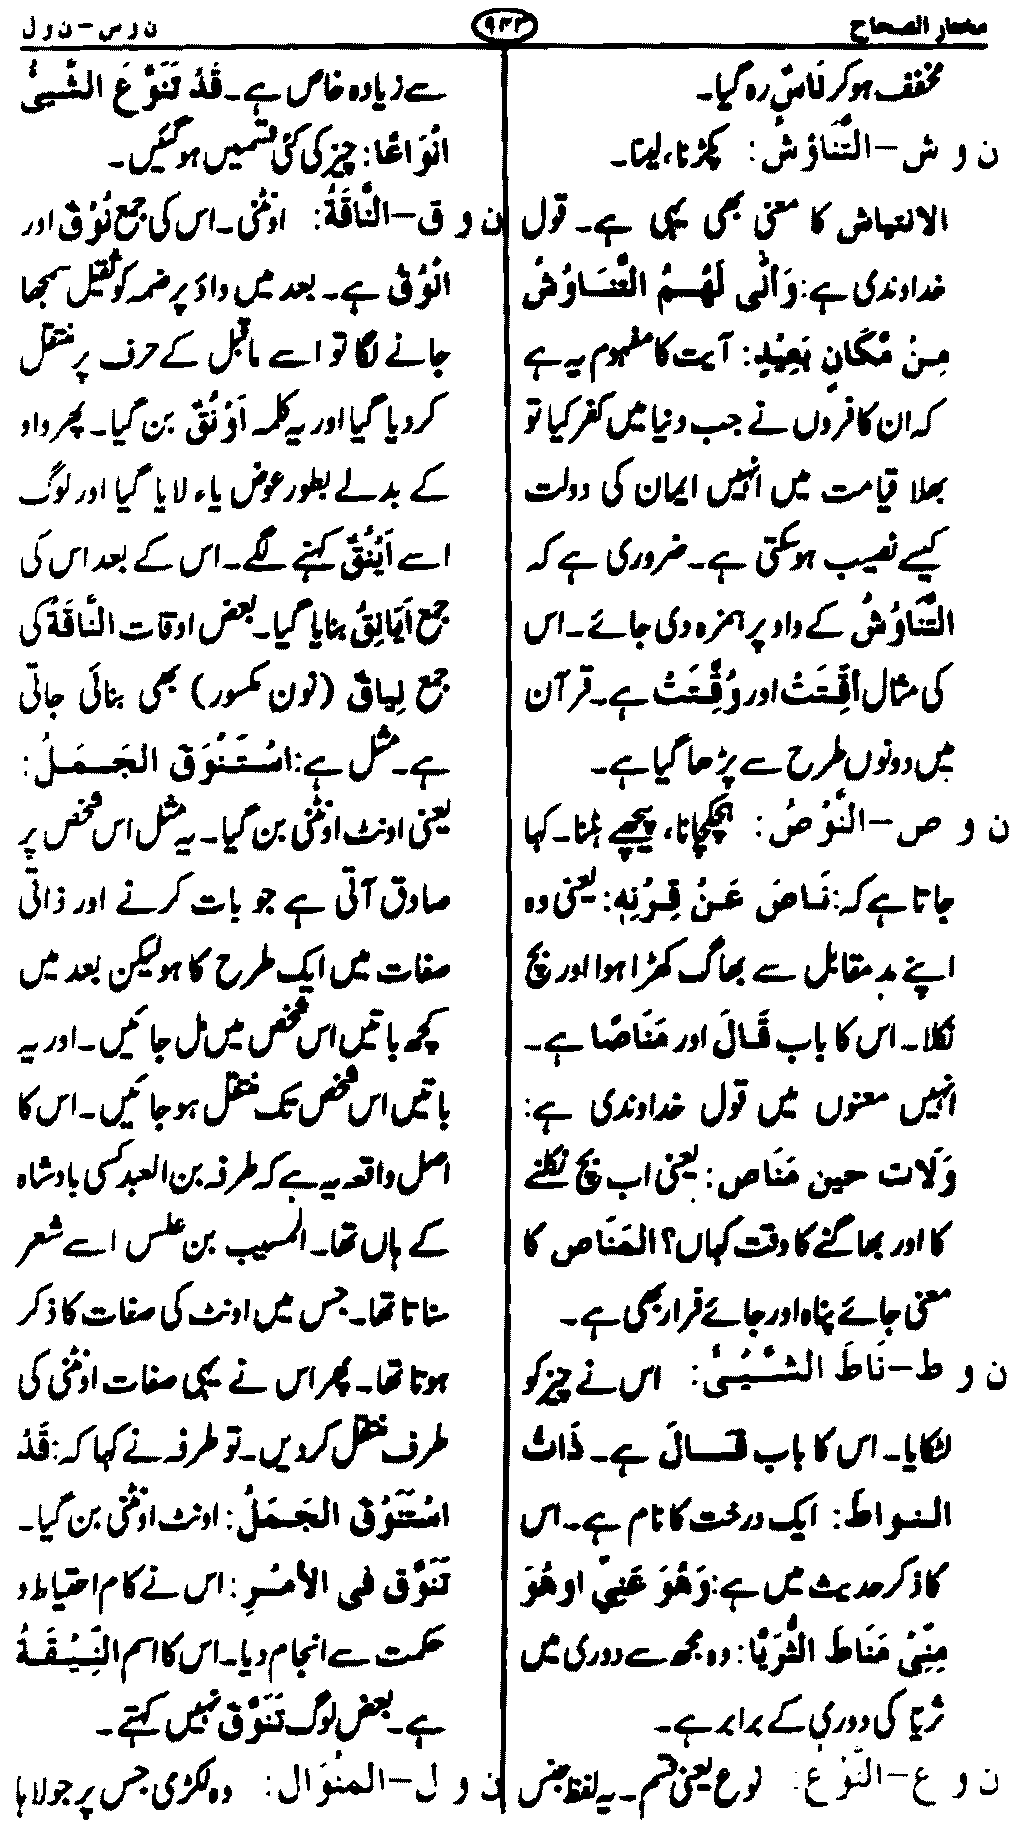 مختار الصحاح
۹۴۴
ن و س – ن و ل
مخفف ہو کر نَاسٌ رہ گیا۔
ن و ش – التَّنَاوُشُ: پکڑنا، لینا۔
الانتہاش کا معنی بھی یہی ہے۔ قول
خداوندی ہے: وَاَنّٰی لَهُمُ التَّنَاوُشُ
مِنْ مَّکَانٍ بَعِیْدٍ: آیت کا مفہوم یہ ہے
کہ ان کافروں نے جب دنیا میں کفر کیا تو
بھلا قیامت میں انہیں ایمان کی دولت
کیسے نصیب ہوسکتی ہے۔ ضروری ہے کہ
التَّنَاوُشُ کے واو پر ہمزہ دی جائے۔ اس
کی مثال اُقِّتَتْ اور وُقِّتَتْ ہے۔ قرآن
میں دونوں طرح سے پڑھا گیا ہے۔
ن و ص – النَّوْصُ: ہچکچانا، پیچھے ہٹنا۔ کہا
جاتا ہے کہ: نَاصَ عَنْ قِرْنِهٖ: یعنی وہ
اپنے مدِ مقابل سے بھاگ کھڑا ہوا اور بچ
نکلا۔ اس کا باب قَالَ اور مَنَاصًا ہے۔
انہیں معنوں میں قول خداوندی ہے:
وَلَات حین مَنَاص: یعنی اب بچ نکلنے
کا اور بھاگنے کا وقت کہاں؟ المَنَاص کا
معنی جائے پناہ اور جائے قرار بھی ہے۔
ن و ط – نَاطَ الشَّیْئَ: اس نے چیز کو
لٹکایا۔ اس کا باب قَالَ ہے۔ ذَاتُ
النواط: ایک درخت کا نام ہے۔ اس
کا ذکر حدیث میں ہے: وَهُوَ عَنِّیْ او هُوَ
مِنِّیْ مَنَاطَ الثُّرَیَّا: وہ مجھ سے دوری میں
ثریّا کی دوری کے برابر ہے۔
ن و ع – النَّوْعُ: نوع یعنی قسم۔ یہ لفظ جنس
سے زیادہ خاص ہے۔ قَدْ تَنَوَّعَ الشَّیْئُ
اَنْوَاعًا: چیز کی کئی قسمیں ہو گئیں۔
ن و ق – النَّاقَةُ: اونٹنی۔ اس کی جمع نُوْق اور
اَنْوُقٌ ہے۔ بعد میں واؤ پر ضمہ کو ثقیل سمجھا
جانے لگا تو اسے ماقبل کے حرف پر منتقل
کر دیا گیا اور یہ کلمہ اَوْنُقٌ بن گیا۔ پھر واو
کے بدلے بطور عوض یاء لایا گیا اور لوگ
اسے اَیْنُقٌ کہنے لگے۔ اس کے بعد اس کی
جمع اَیَانِقُ بنایا گیا۔ بعض اوقات النَّاقَةُ کی
جمع نِیاقٌ (نون مکسور) بھی بنائی جاتی
ہے۔ مثل ہے: اسْتَنْوَق الجَمَلُ:
یعنی اونٹ اونٹنی بن گیا۔ یہ مثل اس شخص پر
صادق آتی ہے جو بات کرنے اور ذاتی
صفات میں ایک طرح کا ہو لیکن بعد میں
کچھ باتیں اس شخص میں مل جائیں۔ اور یہ
باتیں اس شخص تک منتقل ہو جائیں۔ اس کا
اصل واقعہ یہ ہے کہ طرفہ بن العبد کسی بادشاہ
کے ہاں تھا۔ المسیب بن علس اسے شعر
سناتا تھا۔ جس میں اونٹ کی صفات کا ذکر
ہوتا تھا۔ پھر اس نے یہی صفات اونٹنی کی
طرف منتقل کر دیں۔ تو طرفہ نے کہا کہ: قَدْ
اسْتَنْوَق الجَمَلُ: اونٹ اونٹنی بن گیا۔
تَنَوَّق فی الأمْرِ: اس نے کام احتیاط و
حکمت سے انجام دیا۔ اس کا اسم النِّیْقَةُ
ہے۔ بعض لوگ تَنَوَّق نہیں کہتے۔
ن و ل – المنْوَال: وہ لکڑی جس پر جولاہا